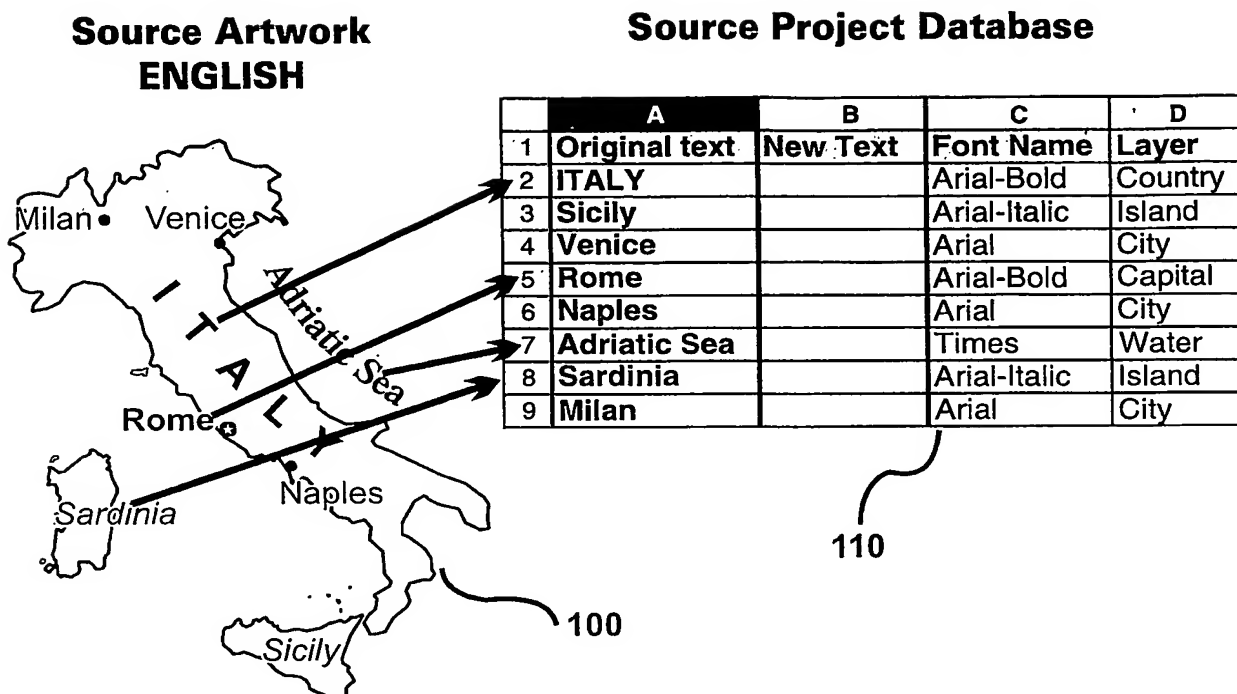 Source Artwork
ENGLISH
Source Project Database
A B C D
1 Original text New Text Font Name Layer
2 ITALY Arial-Bold Country
3 Sicily Arial-Italic Island
4 Venice Arial City
5 Rome Arial-Bold Capital
6 Naples Arial City
7 Adriatic Sea Times Water
8 Sardinia Arial-Italic Island
9 Milan Arial City
Milan Venice
ITALY
Adriatic Sea
Rome
Naples
Sardinia
Sicily
110
100